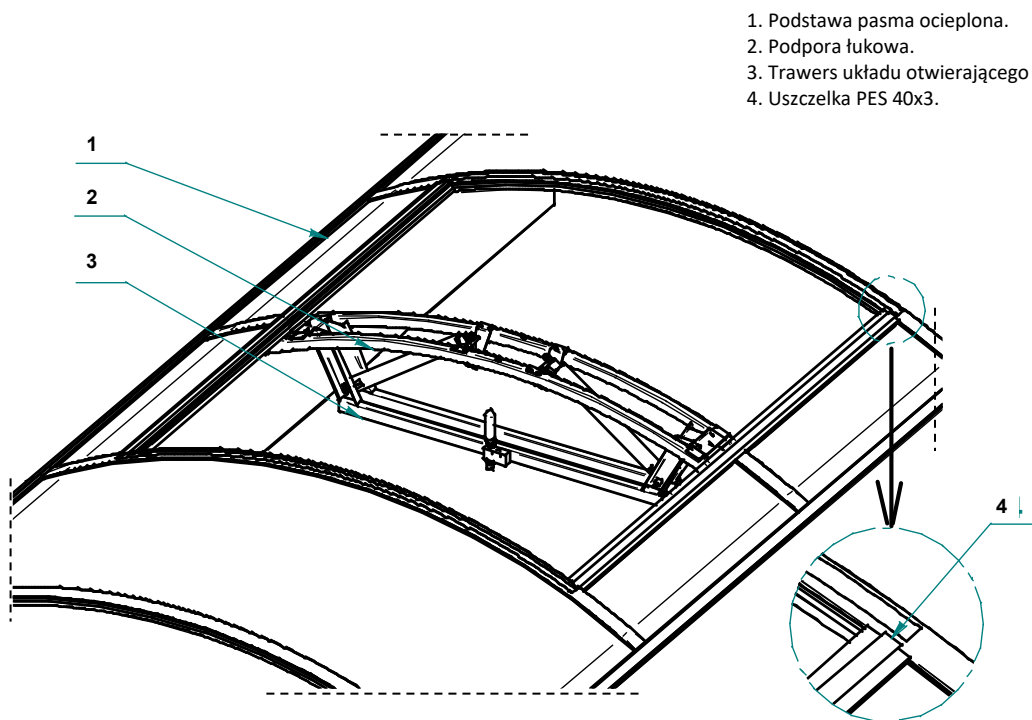 1. Podstawa pasma ocieplona.
2. Podpora łukowa.
3. Trawers układu otwierającego
4. Uszczelka PES 40x3.
1
2
3
4